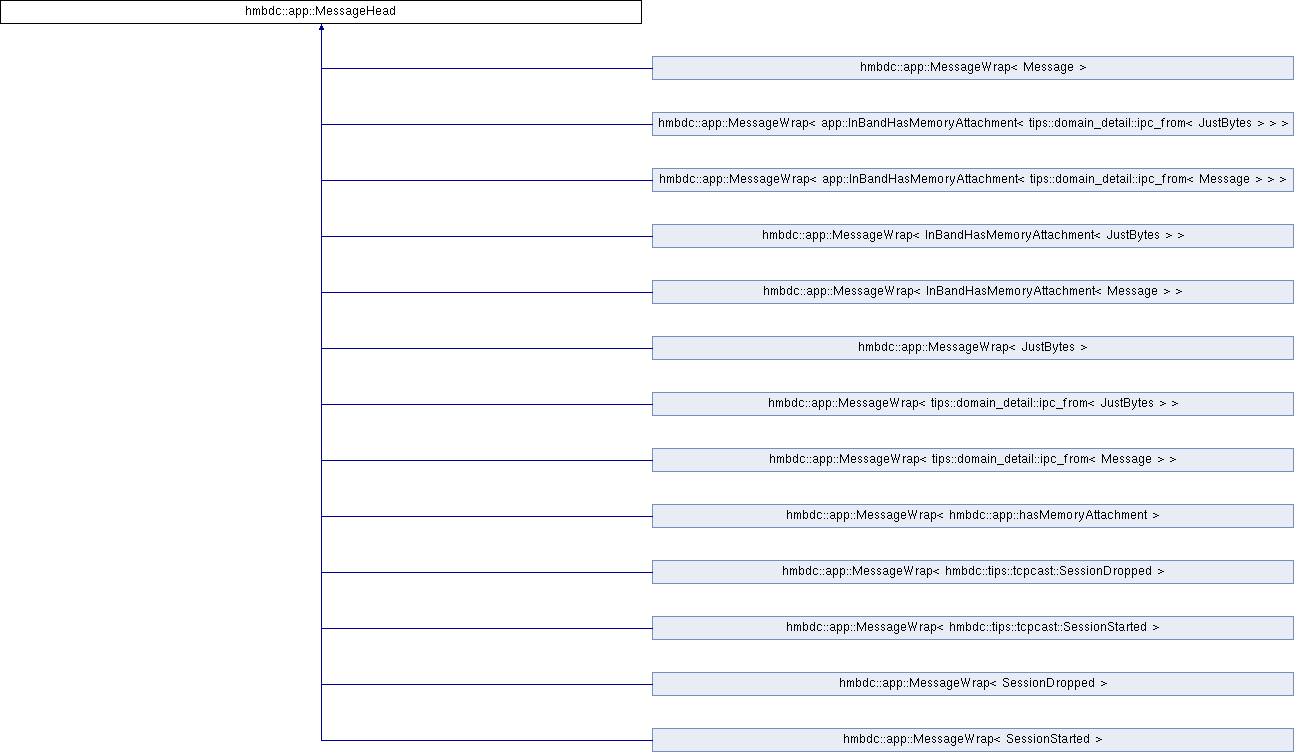 hmbdc::app::MessageHead
hmbdc::app::MessageWrap< Message >
hmbdc::app::MessageWrap< app::InBandHasMemoryAttachment< tips::domain_detail::ipc_from< JustBytes > > >
hmbdc::app::MessageWrap< app::InBandHasMemoryAttachment< tips::domain_detail::ipc_from< Message > > >
hmbdc::app::MessageWrap< InBandHasMemoryAttachment< JustBytes > >
hmbdc::app::MessageWrap< InBandHasMemoryAttachment< Message > >
hmbdc::app::MessageWrap< JustBytes >
hmbdc::app::MessageWrap< tips::domain_detail::ipc_from< JustBytes > >
hmbdc::app::MessageWrap< tips::domain_detail::ipc_from< Message > >
hmbdc::app::MessageWrap< hmbdc::app::hasMemoryAttachment >
hmbdc::app::MessageWrap< hmbdc::tips::tcpcast::SessionDropped >
hmbdc::app::MessageWrap< hmbdc::tips::tcpcast::SessionStarted >
hmbdc::app::MessageWrap< SessionDropped >
hmbdc::app::MessageWrap< SessionStarted >